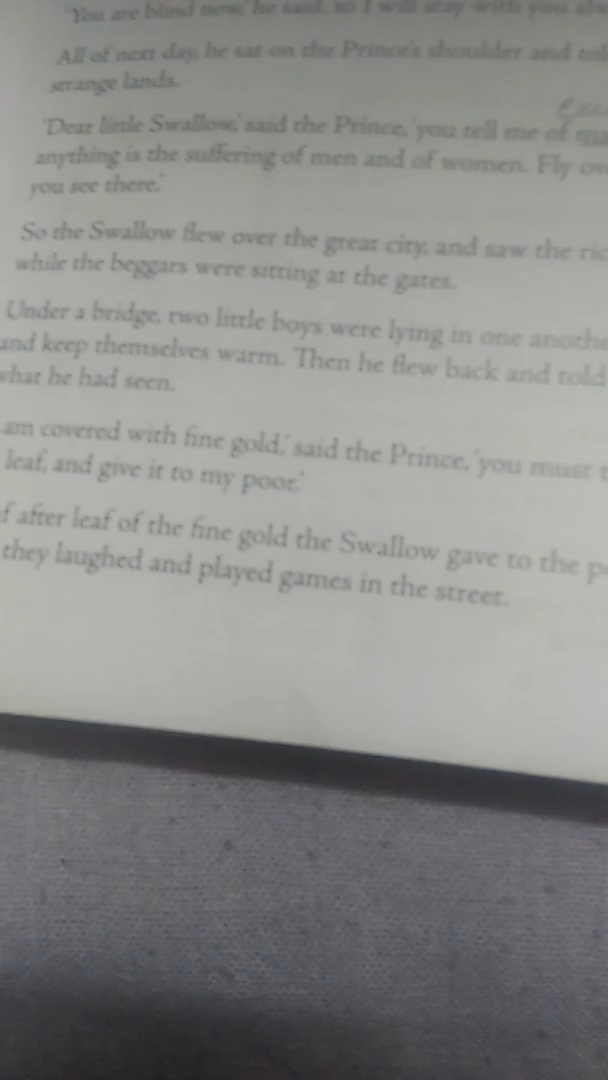 You are blind now,' he said, 'so I will stay with you
All of next day, he sat on the Prince's shoulder and
strange lands.
'Dear little Swallow,' said the Prince, 'you tell me of
anything is the suffering of men and of women. Fly
you see there.'
So the Swallow flew over the great city, and saw the
while the beggars were sitting at the gates.
Under a bridge, two little boys were lying in one
and keep themselves warm. Then he flew back and told
what he had seen.
am covered with fine gold,' said the Prince, 'you must
leaf, and give it to my poor.'
after leaf of the fine gold the Swallow gave to the
they laughed and played games in the street.